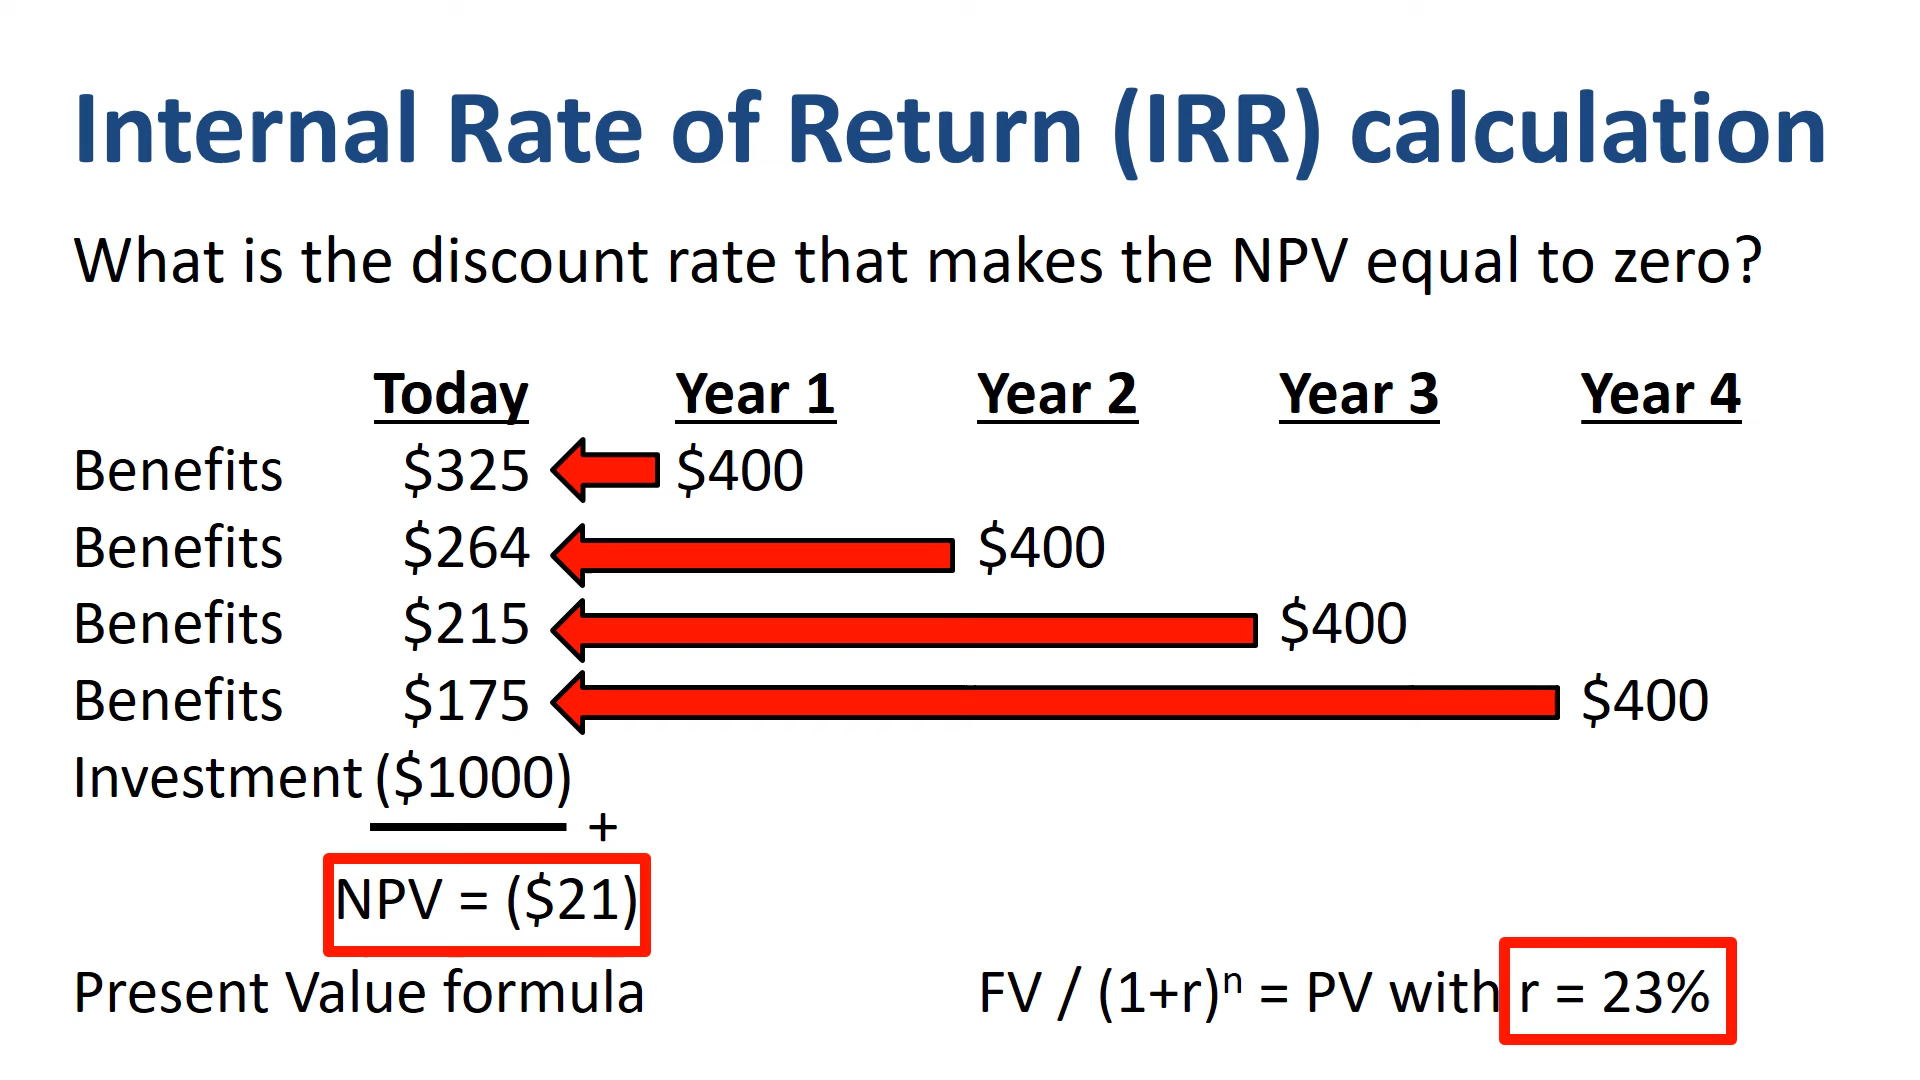 Internal Rate of Return (IRR) calculation
What is the discount rate that makes the NPV equal to zero?
Today Year 1 Year 2 Year 3 Year 4
Benefits $325 $400
Benefits $264 $400
Benefits $215 $400
Benefits $175 $400
Investment ($1000)
+
NPV = ($21)
Present Value formula FV / (1+r)ⁿ = PV with r = 23%